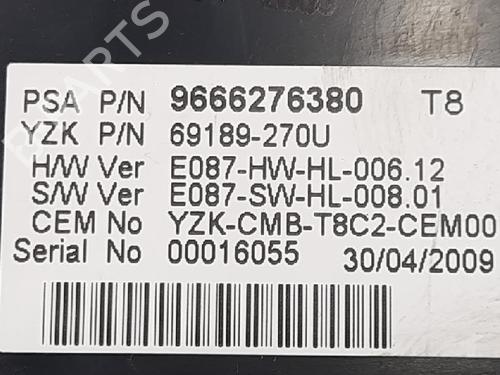 PARTS
PSA P/N 9666276380 T8
YZK P/N 69189-270U
H/W Ver E087-HW-HL-006.12
S/W Ver E087-SW-HL-008.01
CEM No YZK-CMB-T8C2-CEM00
Serial No 00016055 30/04/2009